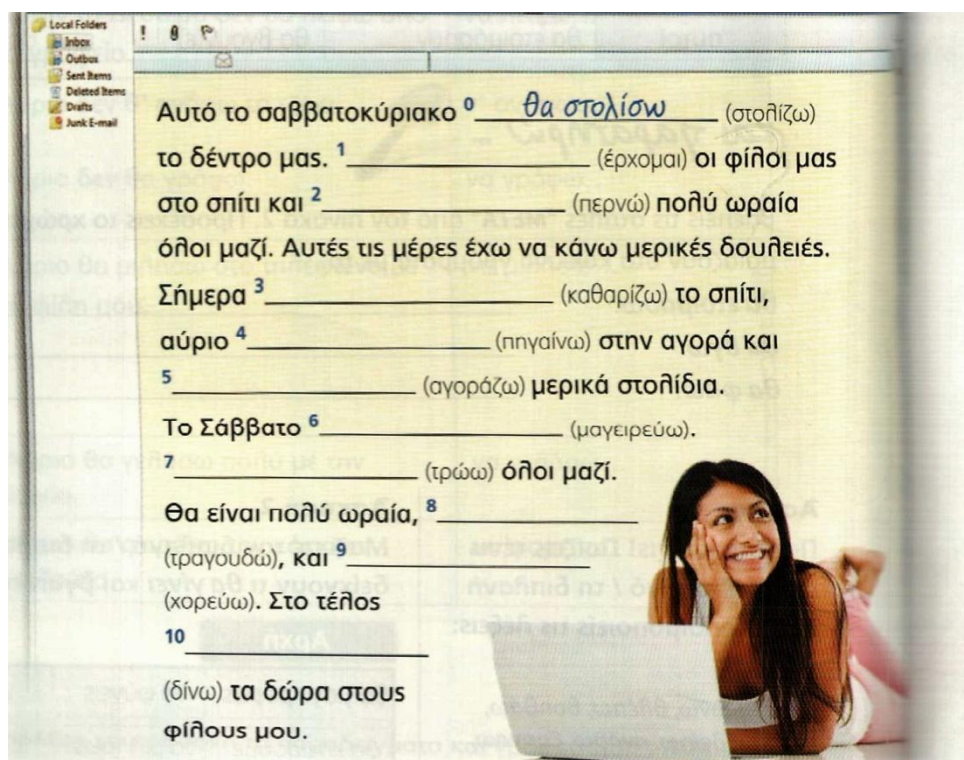 Local Folders
Inbox
Outbox
Sent Items
Deleted Items
Drafts
Junk E-mail
!
Αυτό το σαββατοκύριακο 0 θα στολίσω (στολίζω)
το δέντρο μας. 1 (έρχομαι) οι φίλοι μας
στο σπίτι και 2 (περνώ) πολύ ωραία
όλοι μαζί. Αυτές τις μέρες έχω να κάνω μερικές δουλειές.
Σήμερα 3 (καθαρίζω) το σπίτι,
αύριο 4 (πηγαίνω) στην αγορά και
5 (αγοράζω) μερικά στολίδια.
Το Σάββατο 6 (μαγειρεύω).
7 (τρώω) όλοι μαζί.
Θα είναι πολύ ωραία, 8
(τραγουδώ), και 9
(χορεύω). Στο τέλος
10
(δίνω) τα δώρα στους
φίλους μου.